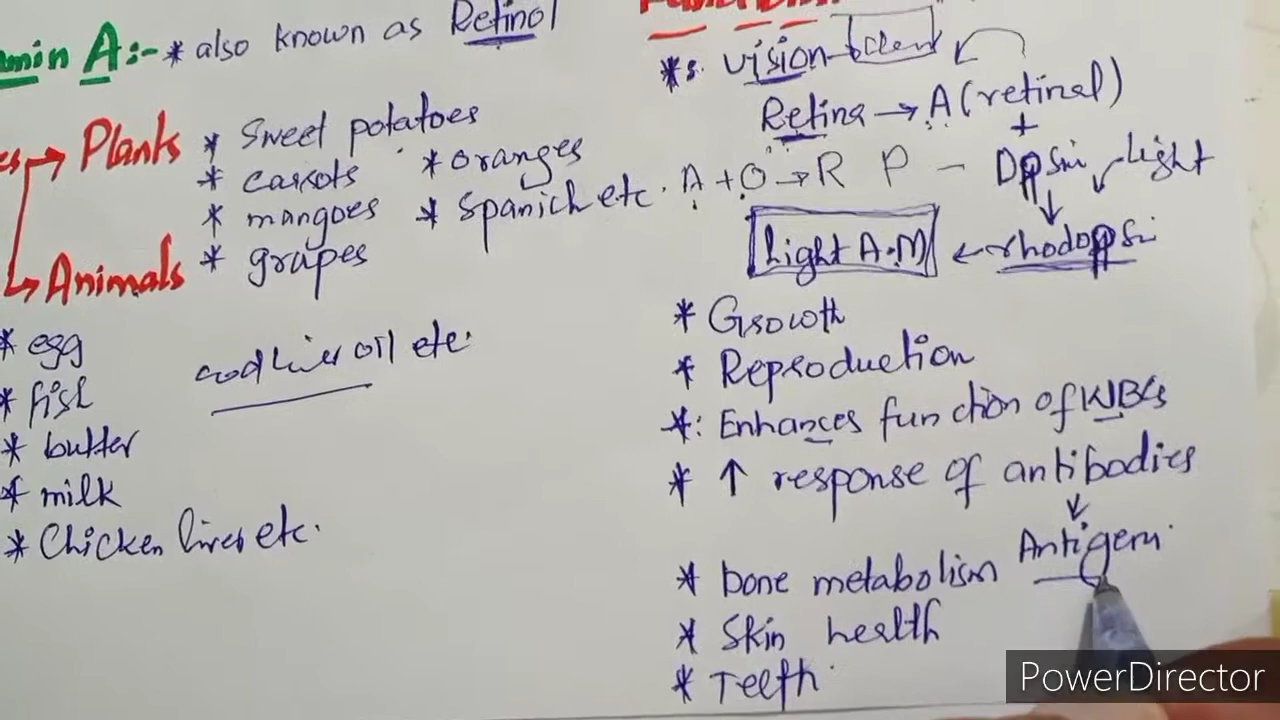 min A:- * also known as Retinol
Plants
* Sweet potatoes
* carrots
* mangoes
* grapes
* oranges
* Spanich etc.
Animals
* egg
* fish
* butter
* milk
* Chicken liver etc.
cod liver oil etc.
*: vision
Retina → A (retinal)
+
A + O → R P -
Light
Light A.M ← rhodopsi
* Growth
* Reproduction
*: Enhances function of WBCs
* ↑ response of antibodies
Antigen
* bone metabolism
* Skin health
* Teeth
PowerDirector